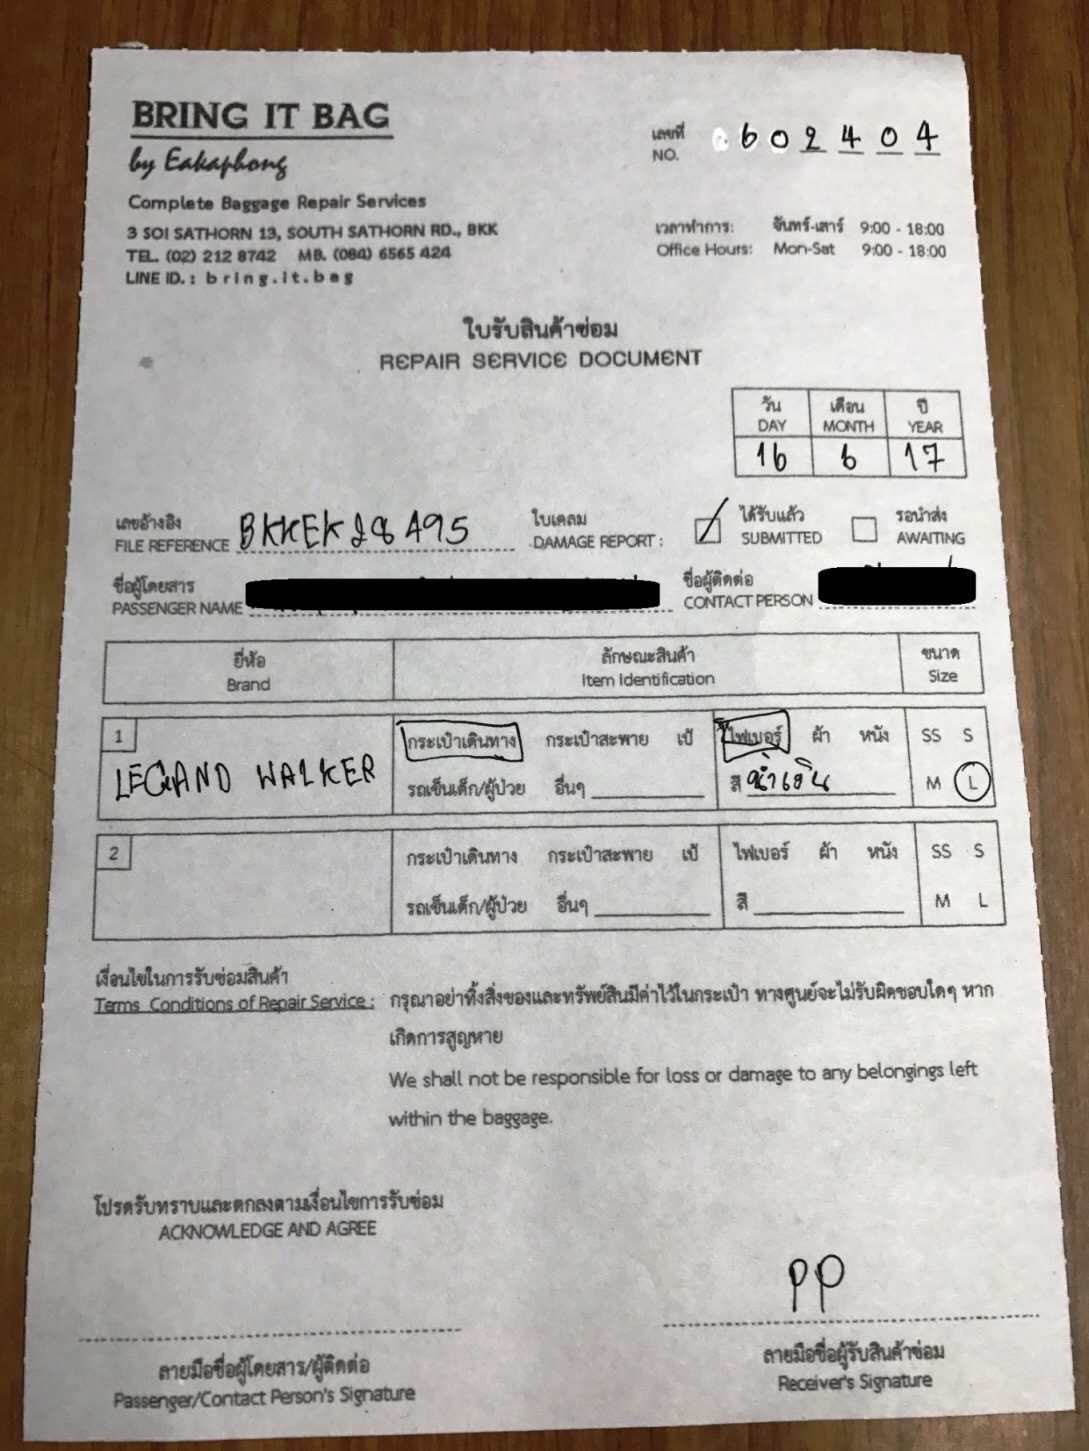 BRING IT BAG
by Eakaphong
Complete Baggage Repair Services
3 SOI SATHORN 13, SOUTH SATHORN RD., BKK
TEL. (02) 212 8742 MB. (084) 6565 424
LINE ID. : bring.it.bag
เลขที่
NO. 602404
เวลาทำการ: จันทร์-เสาร์ 9:00 - 18:00
Office Hours: Mon-Sat 9:00 - 18:00
ใบรับสินค้าซ่อม
REPAIR SERVICE DOCUMENT
วัน เดือน ปี
DAY MONTH YEAR
16 6 17
เลขอ้างอิง ใบเคลม ได้รับแล้ว รอนำส่ง
FILE REFERENCE BKKEK28495 DAMAGE REPORT : SUBMITTED AWAITING
ชื่อผู้โดยสาร ชื่อผู้ติดต่อ
PASSENGER NAME CONTACT PERSON
ยี่ห้อ ลักษณะสินค้า ขนาด
Brand Item Identification Size
1 กระเป๋าเดินทาง กระเป๋าสะพาย เป้ ไฟเบอร์ ผ้า หนัง SS S
LEGAND WALKER รถเข็นเด็ก/ผู้ป่วย อื่นๆ สี น้ำเงิน M L
2 กระเป๋าเดินทาง กระเป๋าสะพาย เป้ ไฟเบอร์ ผ้า หนัง SS S
รถเข็นเด็ก/ผู้ป่วย อื่นๆ สี M L
เงื่อนไขในการรับซ่อมสินค้า
Terms Conditions of Repair Service : กรุณาอย่าทิ้งสิ่งของและทรัพย์สินมีค่าไว้ในกระเป๋า ทางศูนย์จะไม่รับผิดชอบใดๆ หาก
เกิดการสูญหาย
We shall not be responsible for loss or damage to any belongings left
within the baggage.
โปรดรับทราบและตกลงตามเงื่อนไขการรับซ่อม
ACKNOWLEDGE AND AGREE
PP
ลายมือชื่อผู้โดยสาร/ผู้ติดต่อ ลายมือชื่อผู้รับสินค้าซ่อม
Passenger/Contact Person's Signature Receiver's Signature